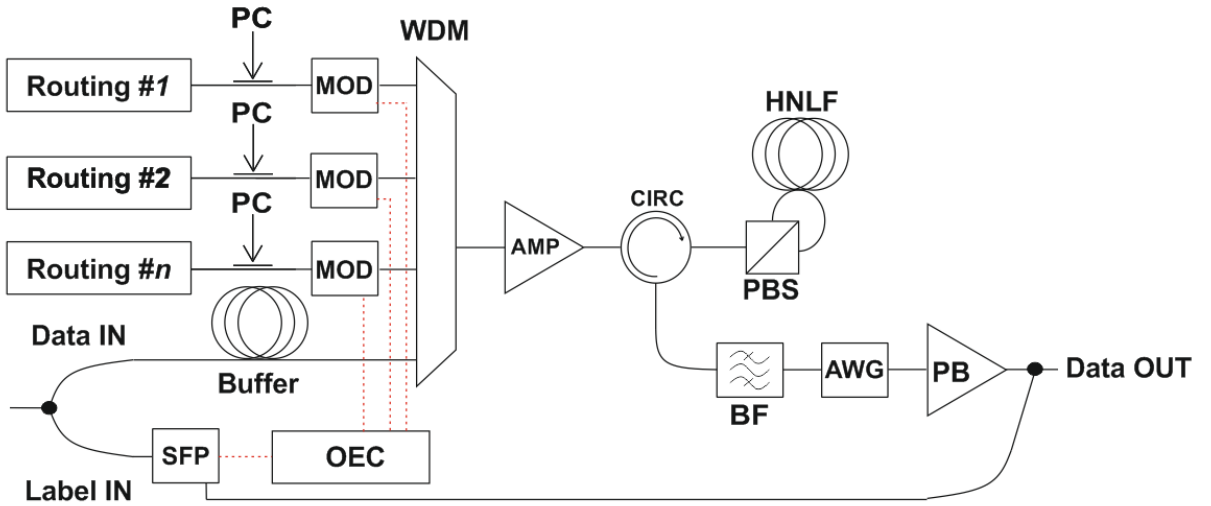 PC
WDM
Routing #1
MOD
PC
HNLF
Routing #2
MOD
CIRC
PC
AMP
Routing #n
MOD
PBS
Data IN
Buffer
BF
AWG
PB
Data OUT
SFP
OEC
Label IN